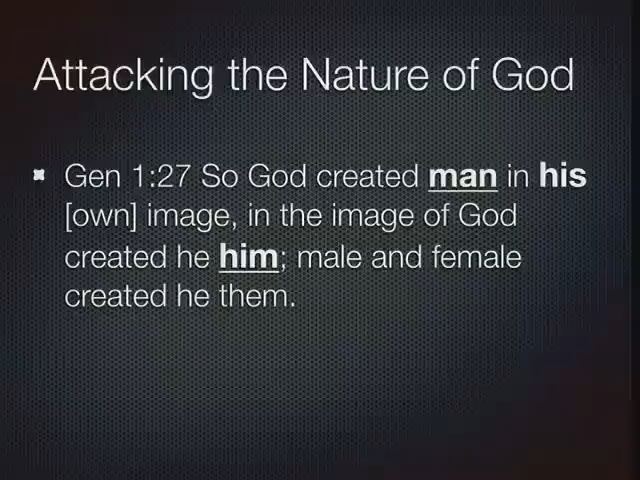 Attacking the Nature of God
Gen 1:27 So God created man in his
[own] image, in the image of God
created he him; male and female
created he them.